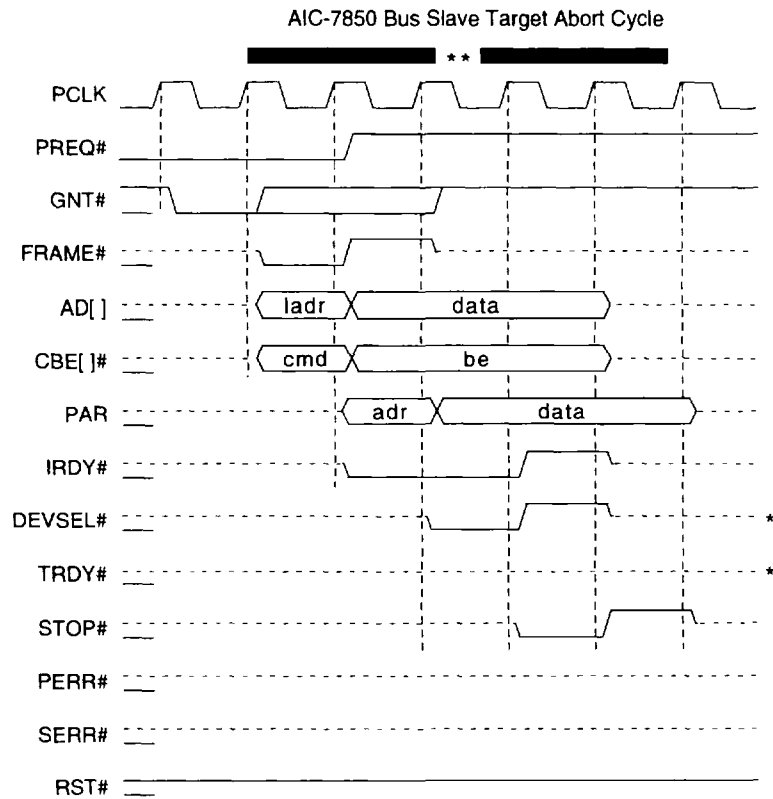 AIC-7850 Bus Slave Target Abort Cycle
**
PCLK
PREQ#
GNT#
FRAME#
AD[ ] ladr data
CBE[ ]# cmd be
PAR adr data
IRDY#
DEVSEL# *
TRDY# *
STOP#
PERR#
SERR#
RST#